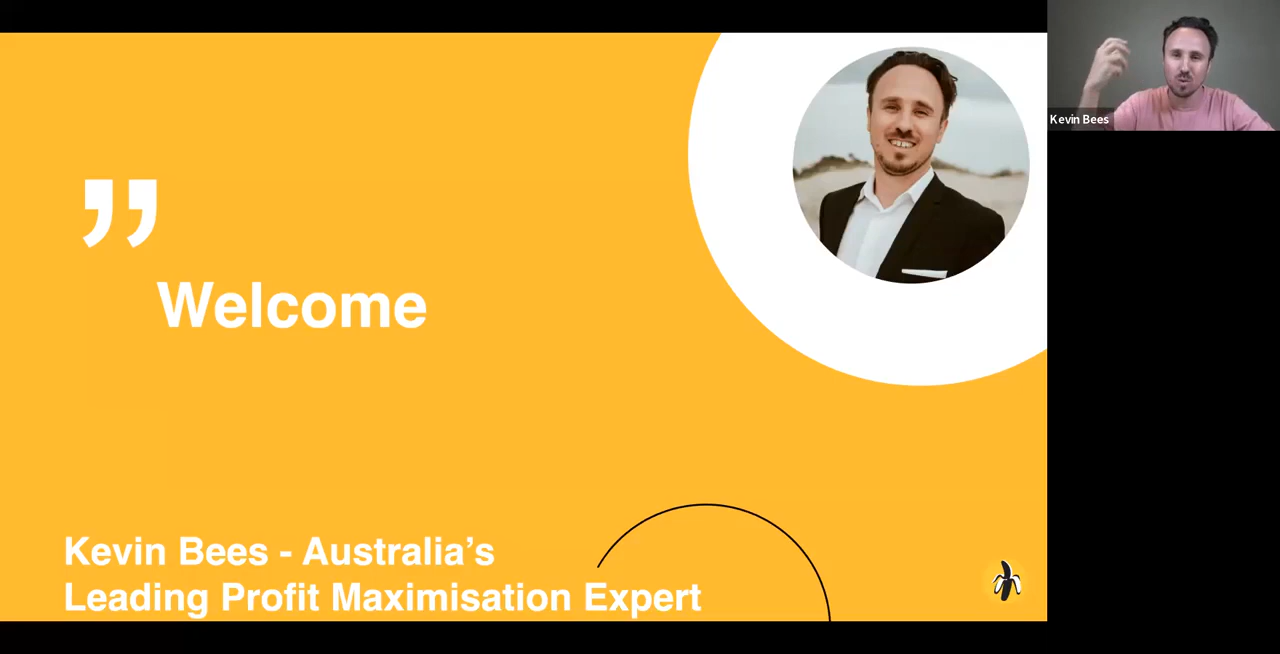 ”
Welcome
Kevin Bees - Australia’s
Leading Profit Maximisation Expert
Kevin Bees